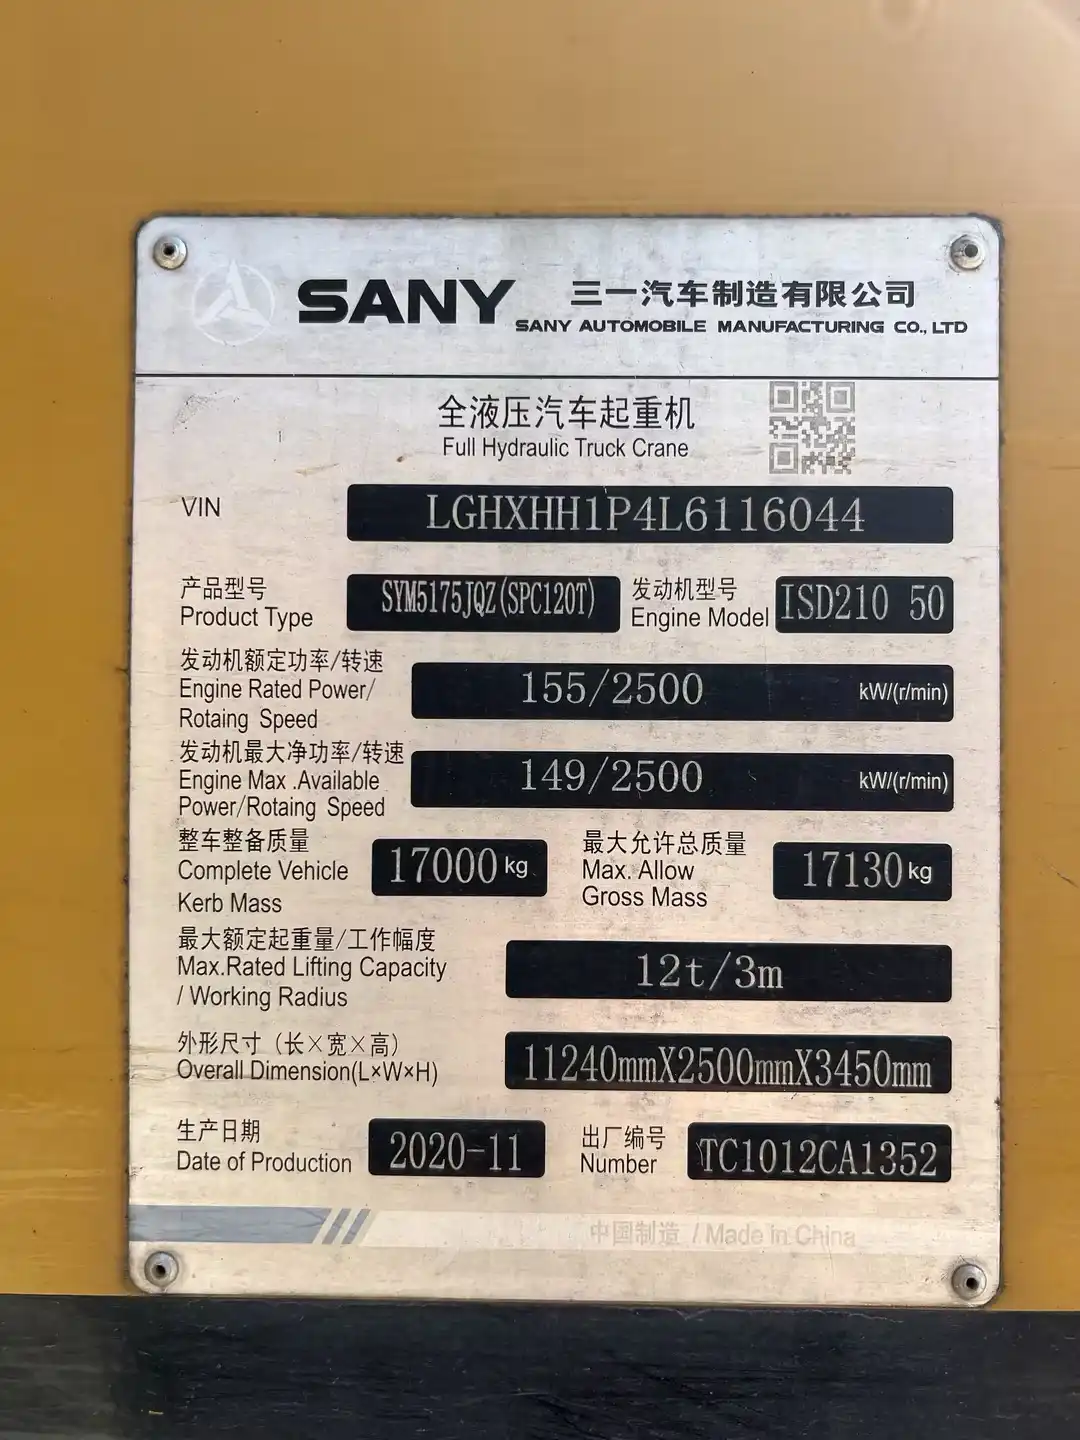 SANY 三一汽车制造有限公司
SANY AUTOMOBILE MANUFACTURING CO., LTD
全液压汽车起重机
Full Hydraulic Truck Crane
VIN LGHXHH1P4L6116044
产品型号 Product Type SYM5175JQZ(SPC120T) 发动机型号 Engine Model ISD210 50
发动机额定功率/转速
Engine Rated Power/
Rotaing Speed
155/2500 kW/(r/min)
发动机最大净功率/转速
Engine Max .Available
Power/Rotaing Speed
149/2500 kW/(r/min)
整车整备质量
Complete Vehicle
Kerb Mass
17000 kg
最大允许总质量
Max. Allow
Gross Mass
17130 kg
最大额定起重量/工作幅度
Max.Rated Lifting Capacity
/ Working Radius
12t/3m
外形尺寸（长×宽×高）
Overall Dimension(L×W×H)
11240mmX2500mmX3450mm
生产日期
Date of Production
2020-11
出厂编号
Number
TC1012CA1352
中国制造 / Made in China